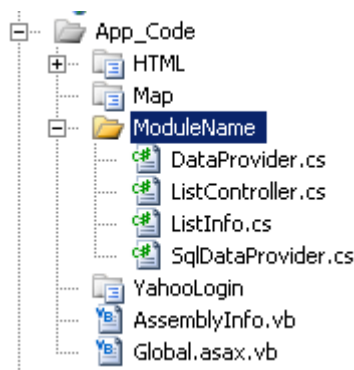 App_Code
HTML
Map
ModuleName
DataProvider.cs
ListController.cs
ListInfo.cs
SqlDataProvider.cs
YahooLogin
AssemblyInfo.vb
Global.asax.vb